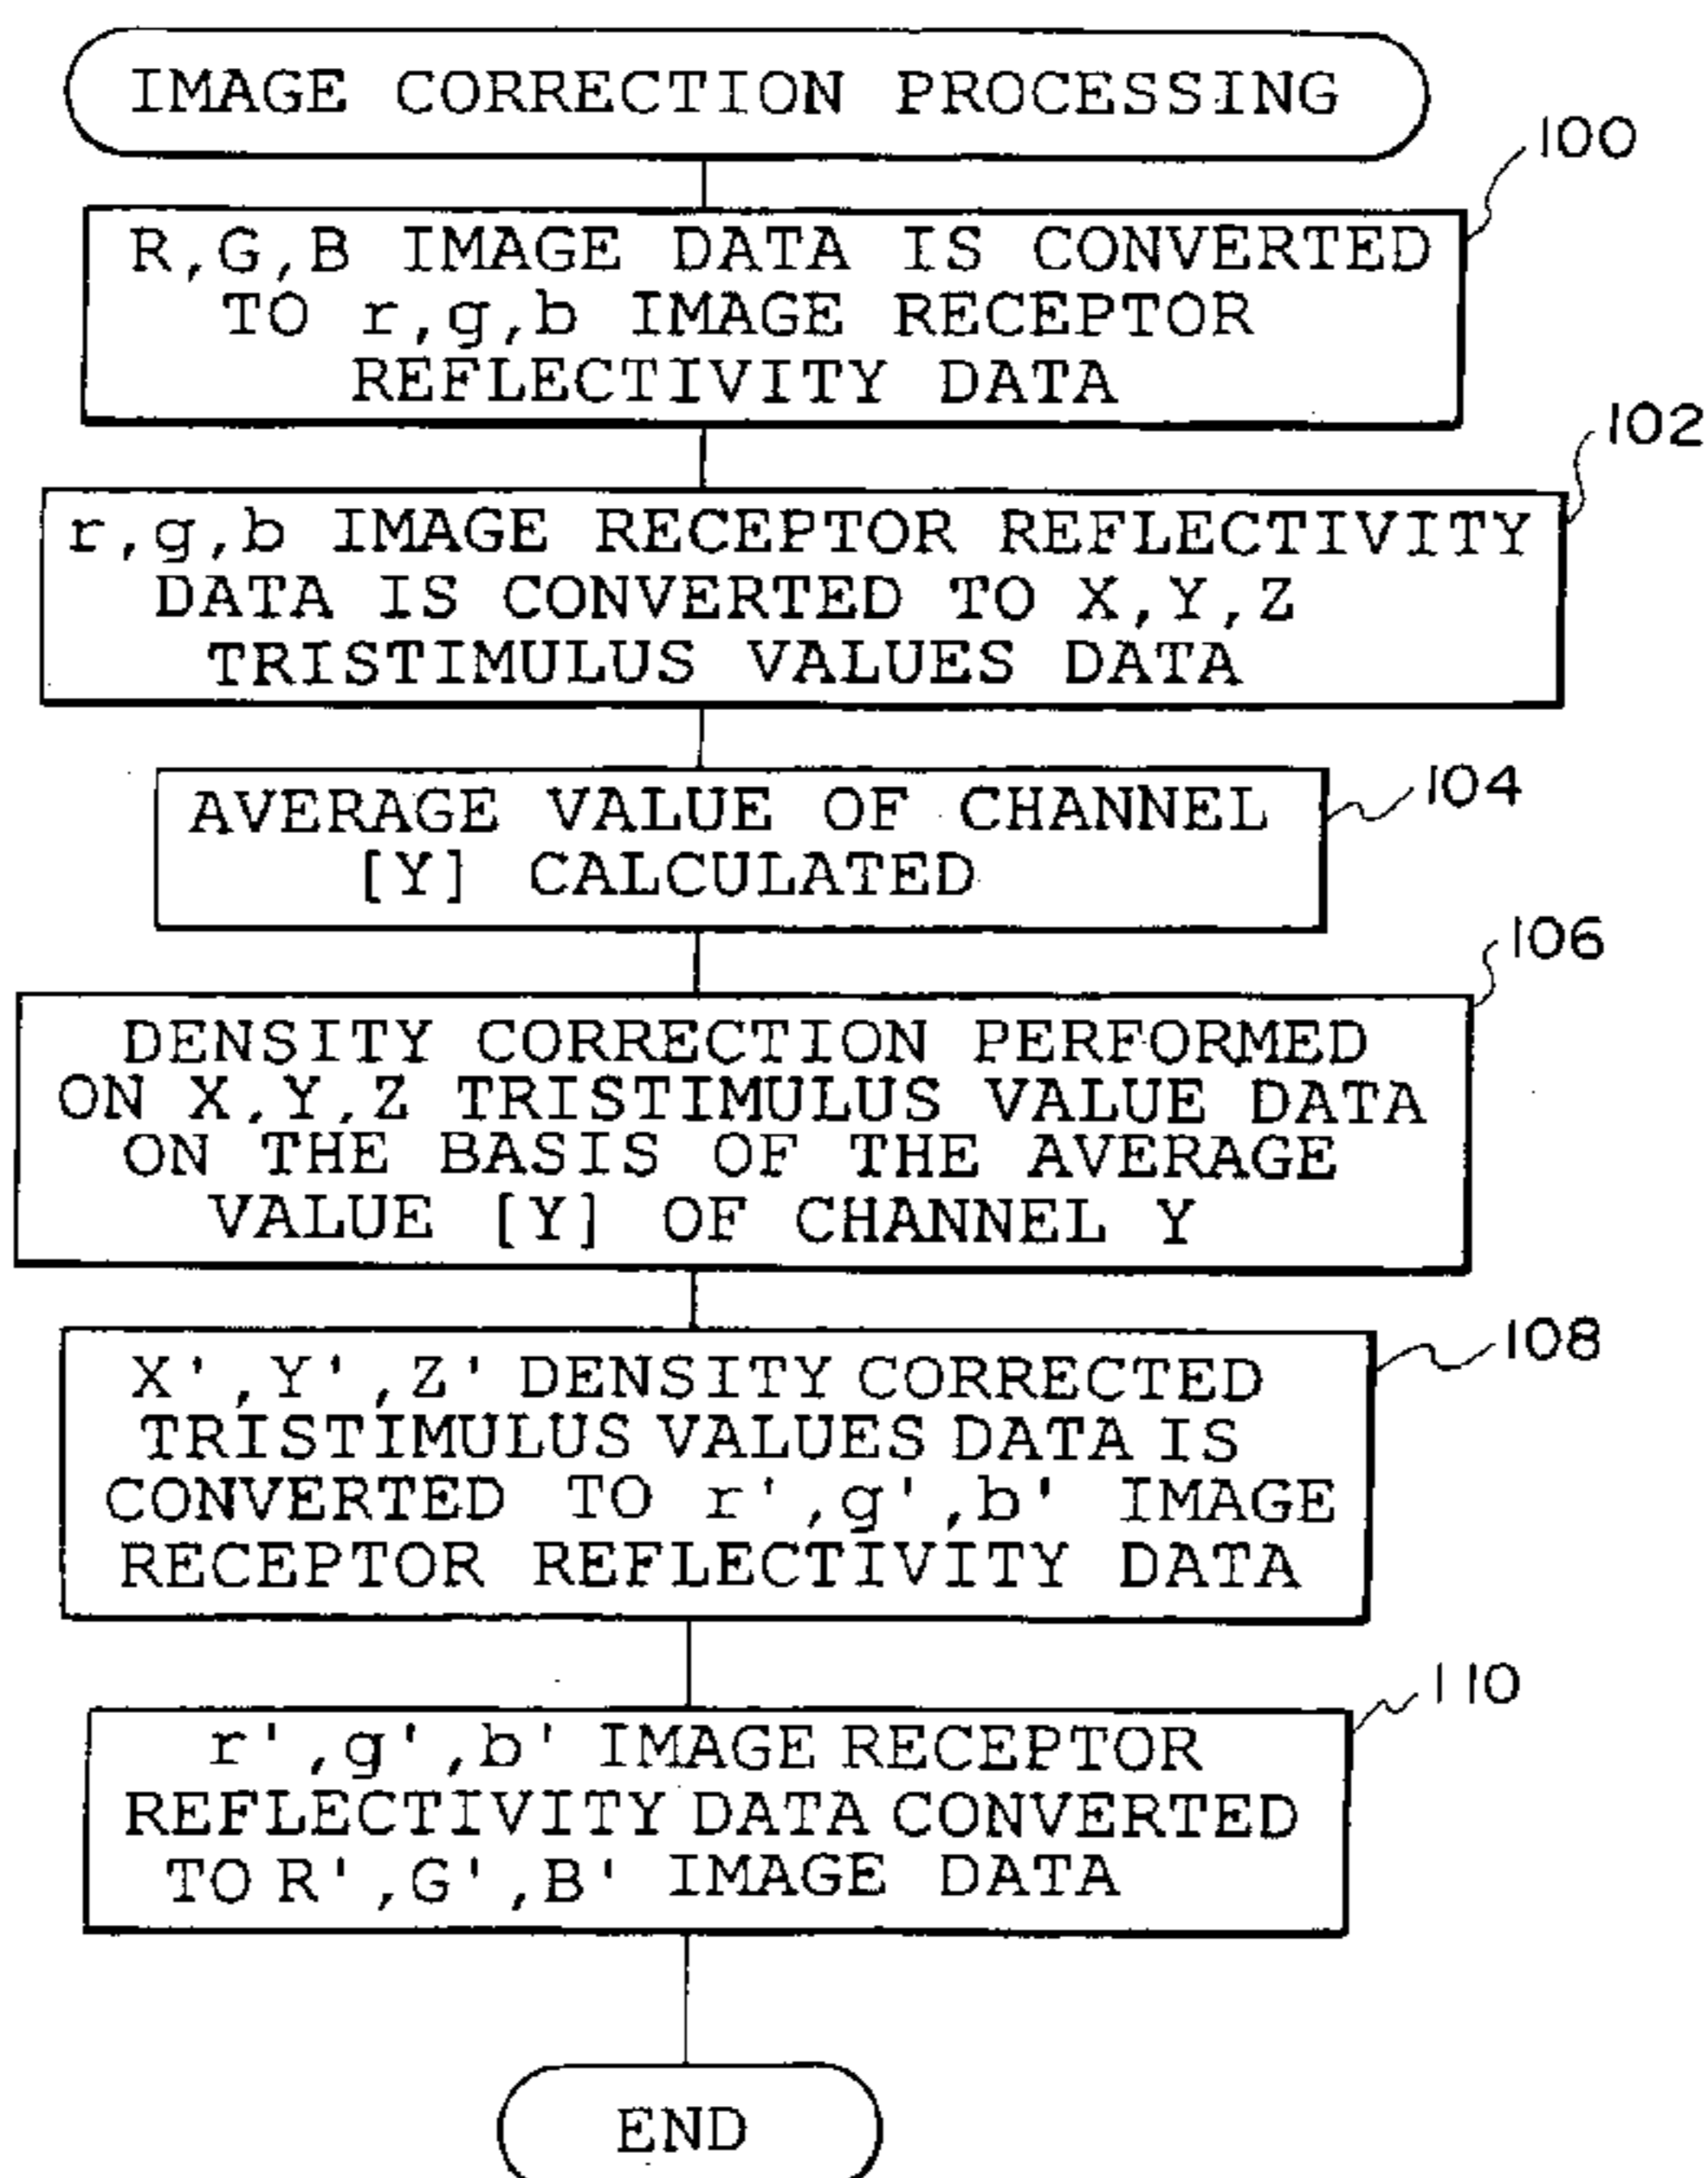 IMAGE CORRECTION PROCESSING
100
R,G,B IMAGE DATA IS CONVERTED
TO r,g,b IMAGE RECEPTOR
REFLECTIVITY DATA
102
r,g,b IMAGE RECEPTOR REFLECTIVITY
DATA IS CONVERTED TO X,Y,Z
TRISTIMULUS VALUES DATA
104
AVERAGE VALUE OF CHANNEL
[Y] CALCULATED
106
DENSITY CORRECTION PERFORMED
ON X,Y,Z TRISTIMULUS VALUE DATA
ON THE BASIS OF THE AVERAGE
VALUE [Y] OF CHANNEL Y
108
X',Y',Z' DENSITY CORRECTED
TRISTIMULUS VALUES DATA IS
CONVERTED TO r',g',b' IMAGE
RECEPTOR REFLECTIVITY DATA
110
r',g',b' IMAGE RECEPTOR
REFLECTIVITY DATA CONVERTED
TO R',G',B' IMAGE DATA
END